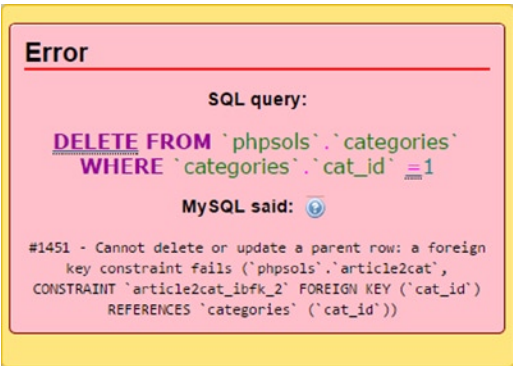 Error
SQL query:
DELETE FROM `phpsols`.`categories`
WHERE `categories`.`cat_id` =1
MySQL said:
#1451 - Cannot delete or update a parent row: a foreign
key constraint fails (`phpsols`.`article2cat`,
CONSTRAINT `article2cat_ibfk_2` FOREIGN KEY (`cat_id`)
REFERENCES `categories` (`cat_id`))